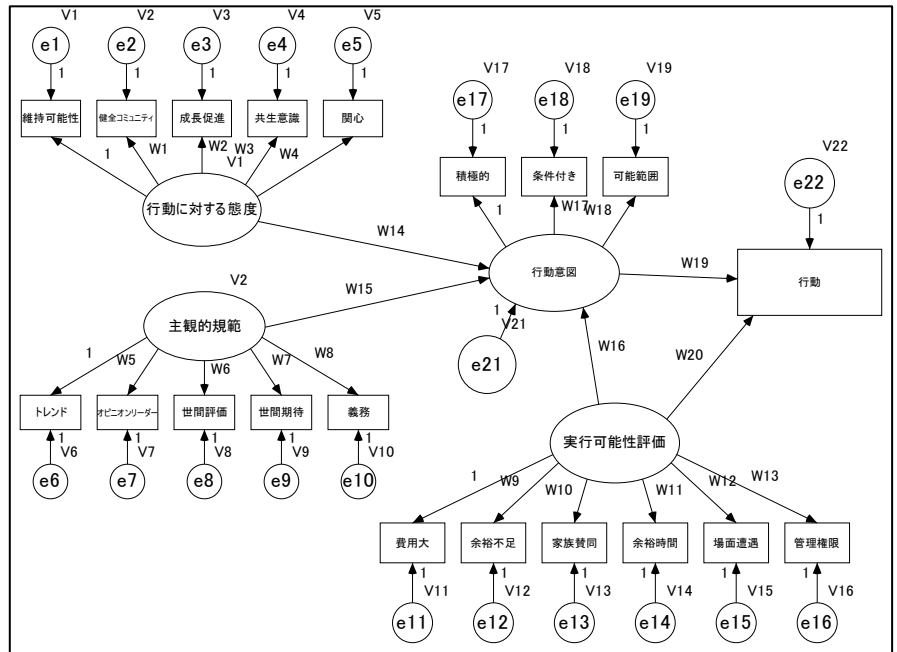 V1 V2 V3 V4 V5
e1 e2 e3 e4 e5
1 1 1 1 1
維持可能性 健全コミュニティ 成長促進 共生意識 関心
1 W1 W2 W3 W4
V1
行動に対する態度
V17 V18 V19
e17 e18 e19
1 1 1
積極的 条件付き 可能範囲
1 W17 W18
行動意図
V22
e22
1
行動
W14
W15
W19
1
V21
e21
W16
W20
V2
主観的規範
1 W5 W6 W7 W8
トレンド オピニオンリーダー 世間評価 世間期待 義務
1 1 1 1 1
V6 V7 V8 V9 V10
e6 e7 e8 e9 e10
実行可能性評価
1 W9 W10 W11 W12 W13
費用大 余裕不足 家族賛同 余裕時間 場面遭遇 管理権限
1 1 1 1 1 1
V11 V12 V13 V14 V15 V16
e11 e12 e13 e14 e15 e16